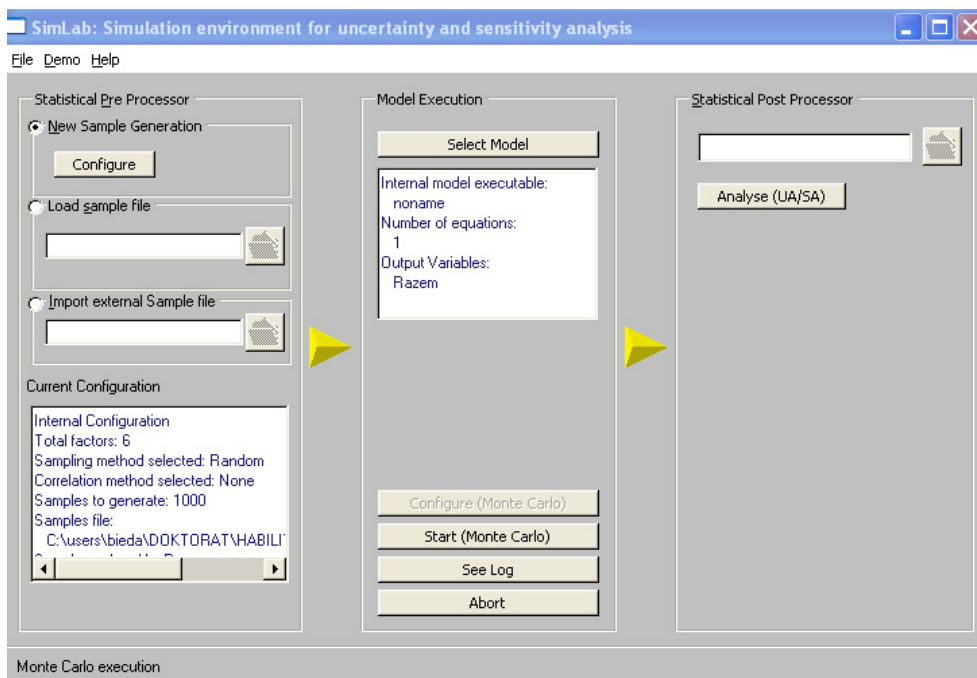 SimLab: Simulation environment for uncertainty and sensitivity analysis
File Demo Help
Statistical Pre Processor
New Sample Generation
Configure
Load sample file
Import external Sample file
Current Configuration
Internal Configuration
Total factors: 6
Sampling method selected: Random
Correlation method selected: None
Samples to generate: 1000
Samples file:
C:\users\bieda\DOKTORAT\HABILI
Model Execution
Select Model
Internal model executable:
noname
Number of equations:
1
Output Variables:
Razem
Configure (Monte Carlo)
Start (Monte Carlo)
See Log
Abort
Statistical Post Processor
Analyse (UA/SA)
Monte Carlo execution